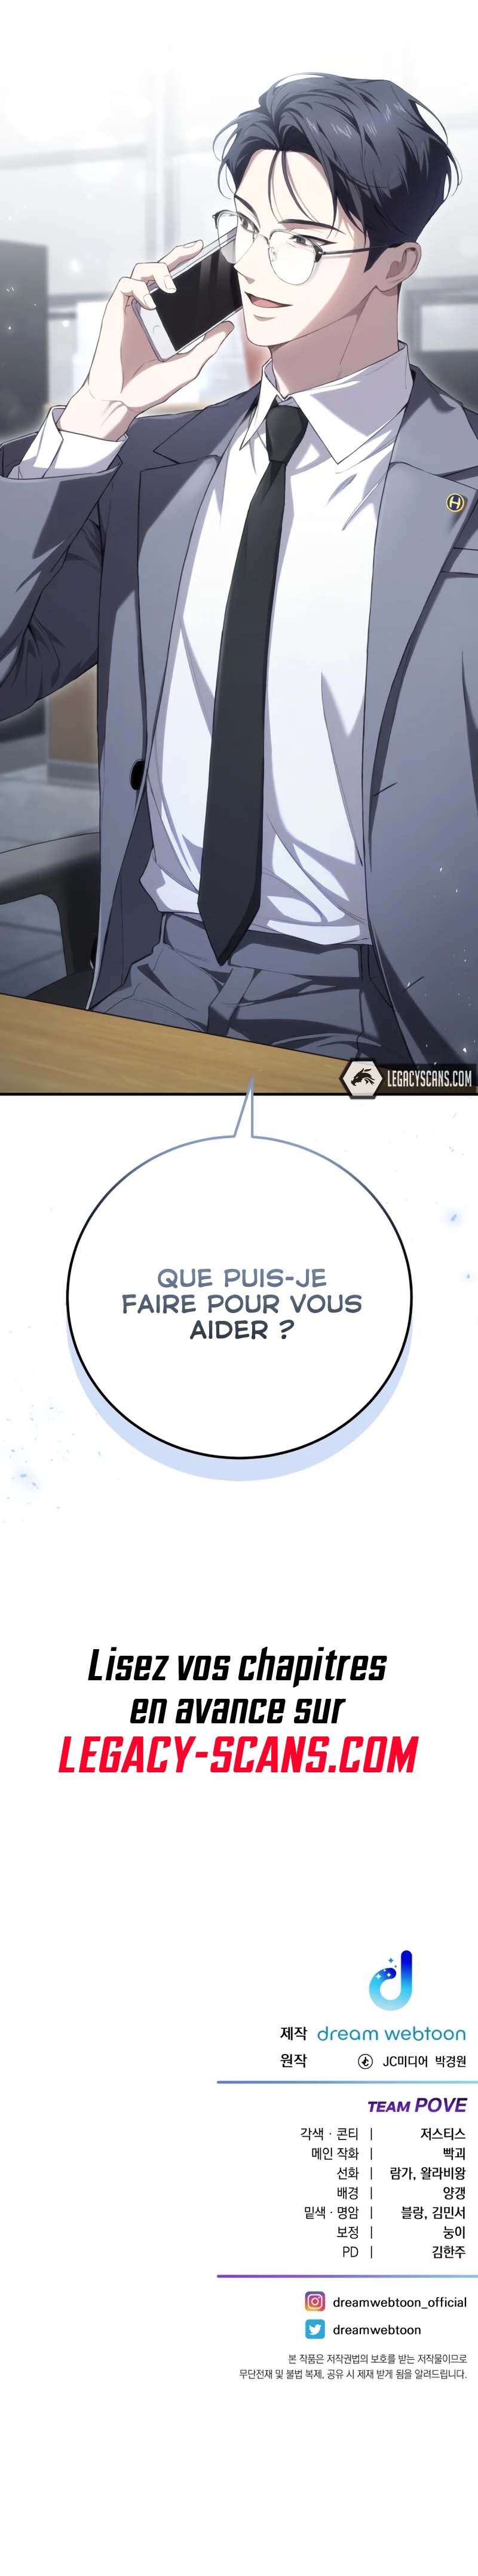 LEGACYSCANS.COM
QUE PUIS-JE
FAIRE POUR VOUS
AIDER ?
Lisez vos chapitres
en avance sur
LEGACY-SCANS.COM
제작 dream webtoon
원작 JC미디어 박경원
TEAM POVE
각색 · 콘티 | 저스티스
메인 작화 | 빡괴
선화 | 람가, 왈라비왕
배경 | 양갱
밑색 · 명암 | 블랑, 김민서
보정 | 눙이
PD | 김한주
dreamwebtoon_official
dreamwebtoon
본 작품은 저작권법의 보호를 받는 저작물이므로
무단전재 및 불법 복제, 공유 시 제재 받게 됨을 알려드립니다.